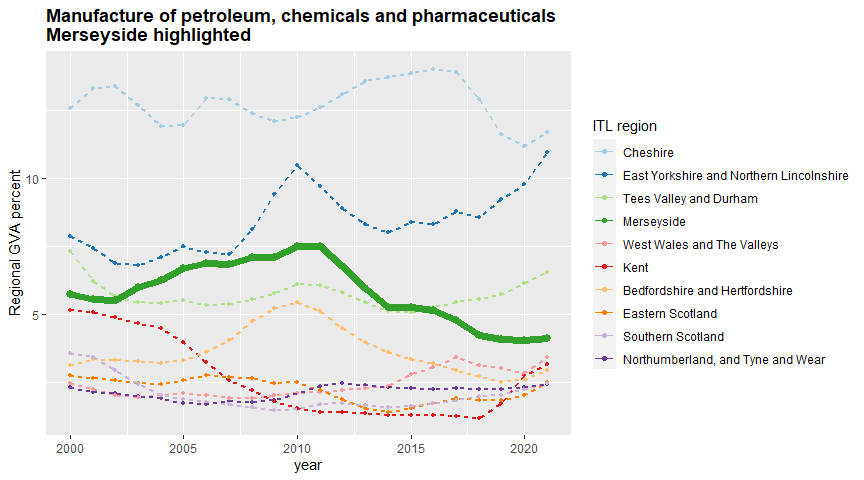 Manufacture of petroleum, chemicals and pharmaceuticals
Merseyside highlighted
Regional GVA percent
10
5
2000
2005
2010
2015
2020
year
ITL region
Cheshire
East Yorkshire and Northern Lincolnshire
Tees Valley and Durham
Merseyside
West Wales and The Valleys
Kent
Bedfordshire and Hertfordshire
Eastern Scotland
Southern Scotland
Northumberland, and Tyne and Wear